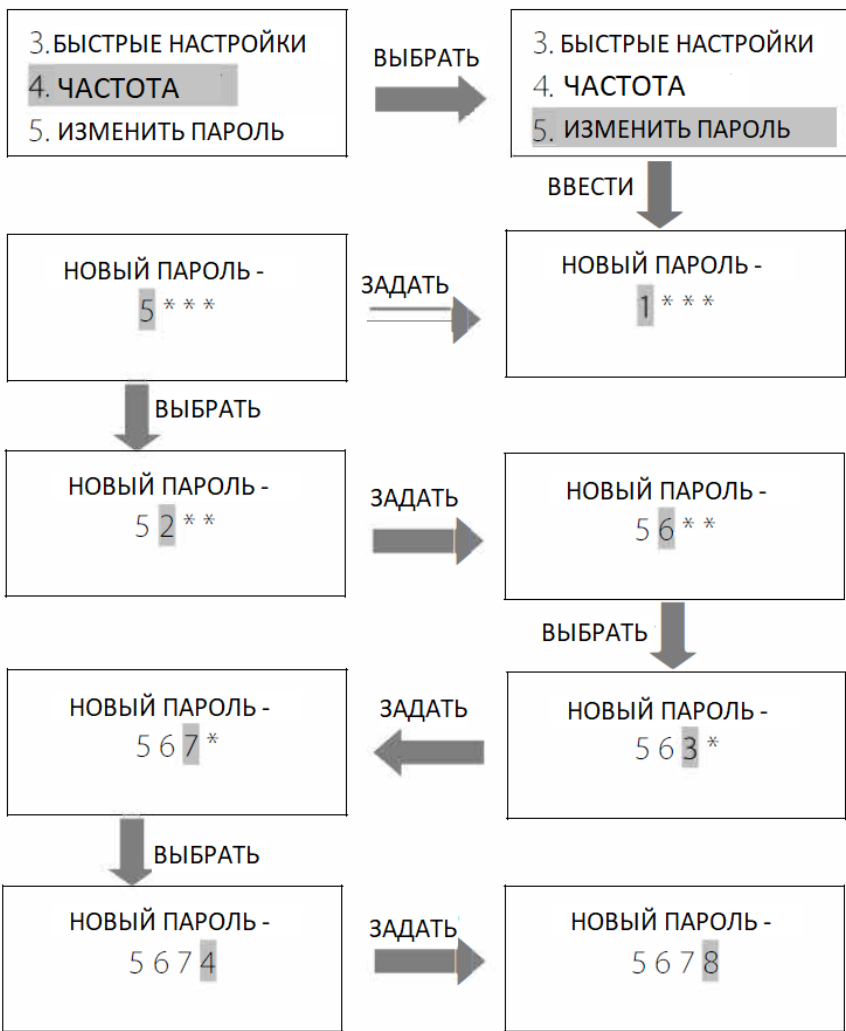 3. БЫСТРЫЕ НАСТРОЙКИ
4. ЧАСТОТА
5. ИЗМЕНИТЬ ПАРОЛЬ
ВЫБРАТЬ
3. БЫСТРЫЕ НАСТРОЙКИ
4. ЧАСТОТА
5. ИЗМЕНИТЬ ПАРОЛЬ
ВВЕСТИ
НОВЫЙ ПАРОЛЬ -
5 * * *
ЗАДАТЬ
НОВЫЙ ПАРОЛЬ -
1 * * *
ВЫБРАТЬ
НОВЫЙ ПАРОЛЬ -
5 2 * *
ЗАДАТЬ
НОВЫЙ ПАРОЛЬ -
5 6 * *
ВЫБРАТЬ
НОВЫЙ ПАРОЛЬ -
5 6 7 *
ЗАДАТЬ
НОВЫЙ ПАРОЛЬ -
5 6 3 *
ВЫБРАТЬ
НОВЫЙ ПАРОЛЬ -
5 6 7 4
ЗАДАТЬ
НОВЫЙ ПАРОЛЬ -
5 6 7 8